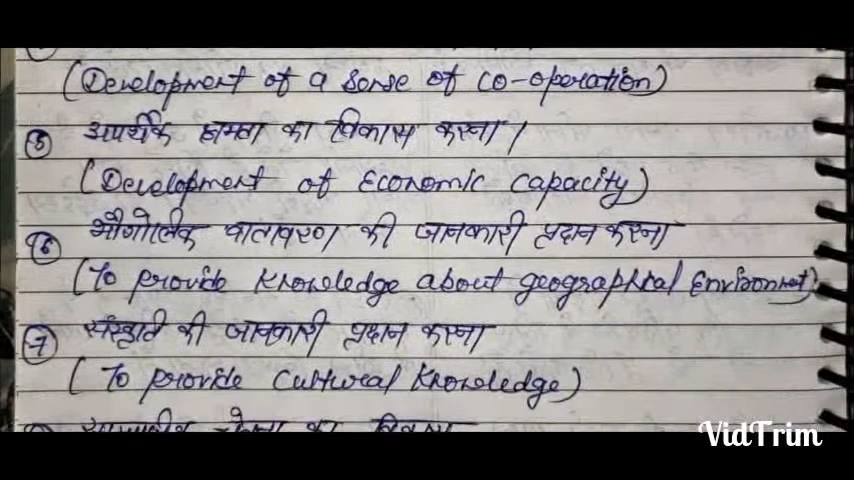 (Development of a sense of co-operation)
5 आर्थिक क्षमता का विकास करना।
(Development of Economic capacity)
6 भौगोलिक वातावरण की जानकारी प्रदान करना
(To provide knowledge about geographical Environment)
7 संस्कृति की जानकारी प्रदान करना
(To provide Cultural knowledge)
का विकास
VidTrim